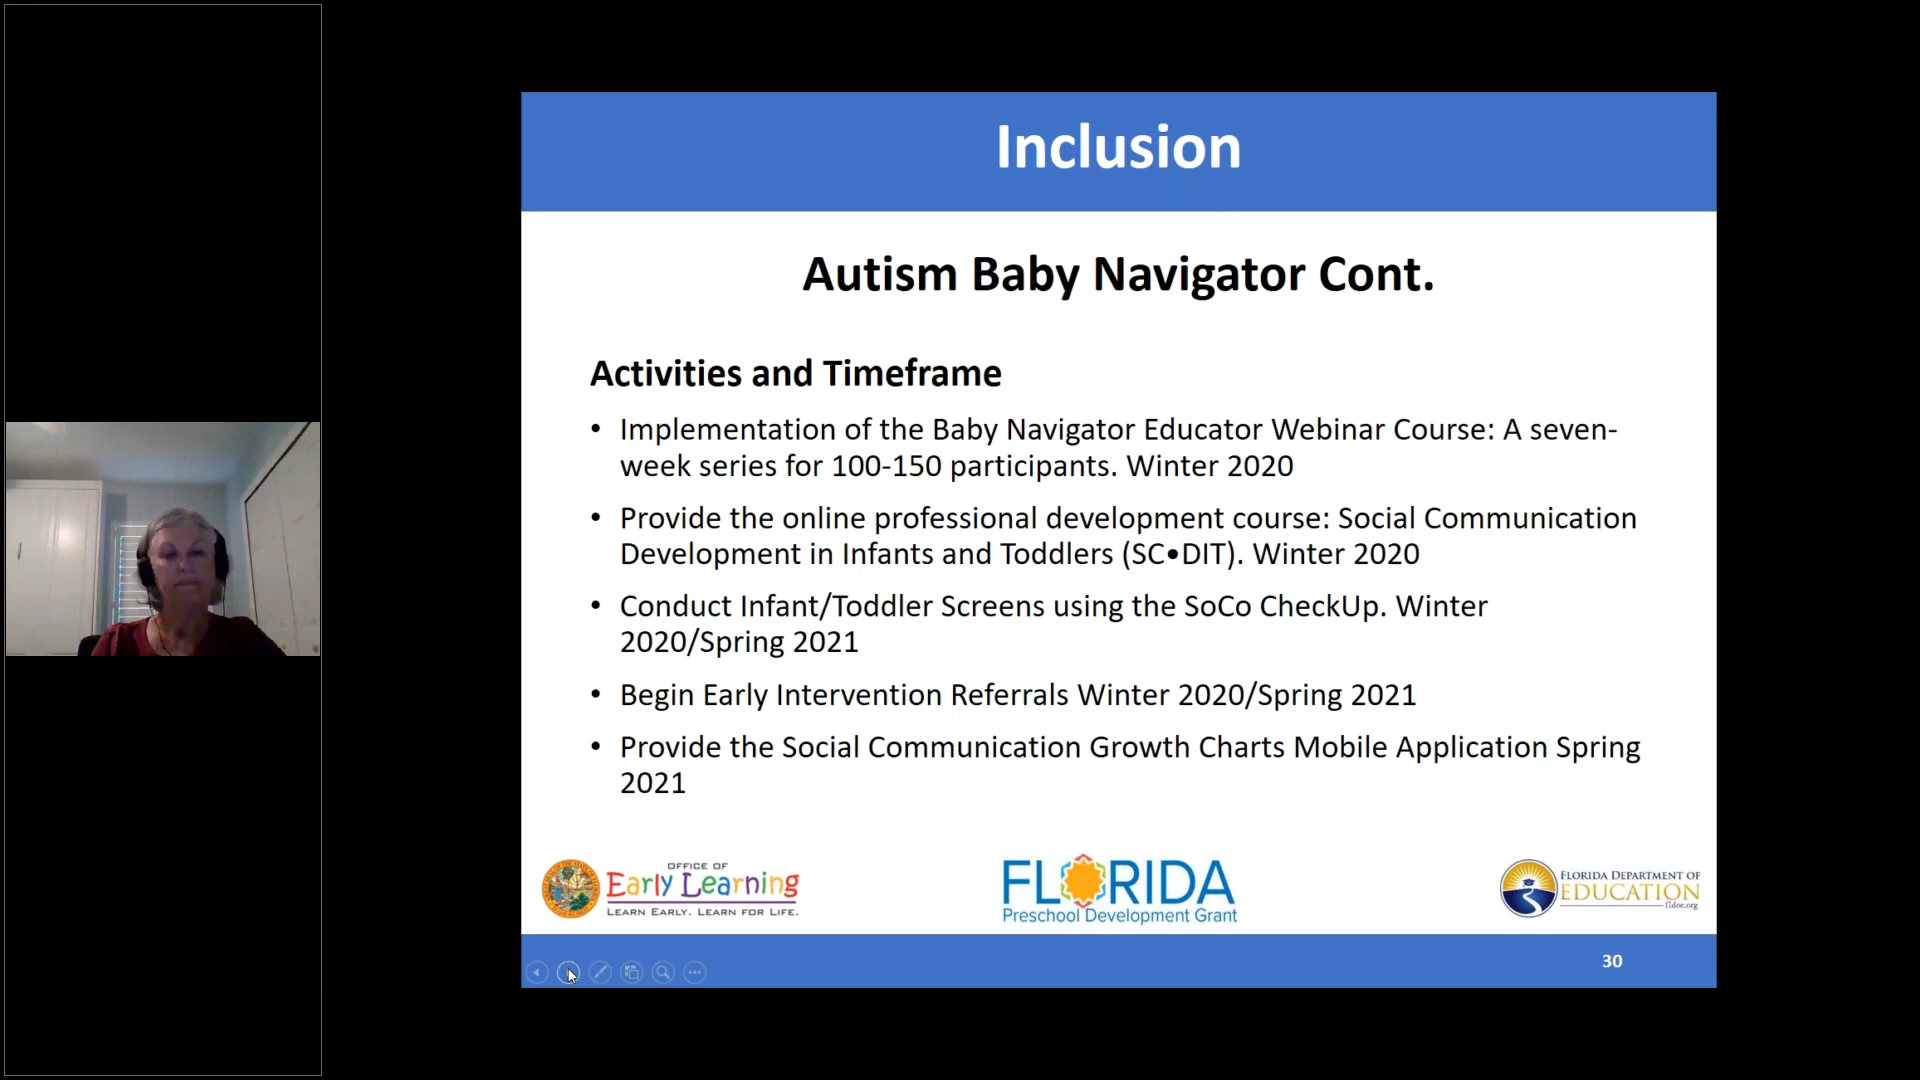 Inclusion
Autism Baby Navigator Cont.
Activities and Timeframe
• Implementation of the Baby Navigator Educator Webinar Course: A seven-
week series for 100-150 participants. Winter 2020
• Provide the online professional development course: Social Communication
Development in Infants and Toddlers (SC•DIT). Winter 2020
• Conduct Infant/Toddler Screens using the SoCo CheckUp. Winter
2020/Spring 2021
• Begin Early Intervention Referrals Winter 2020/Spring 2021
• Provide the Social Communication Growth Charts Mobile Application Spring
2021
OFFICE OF
Early Learning
LEARN EARLY. LEARN FOR LIFE.
FLORIDA
Preschool Development Grant
FLORIDA DEPARTMENT OF
EDUCATION
fldoe.org
30